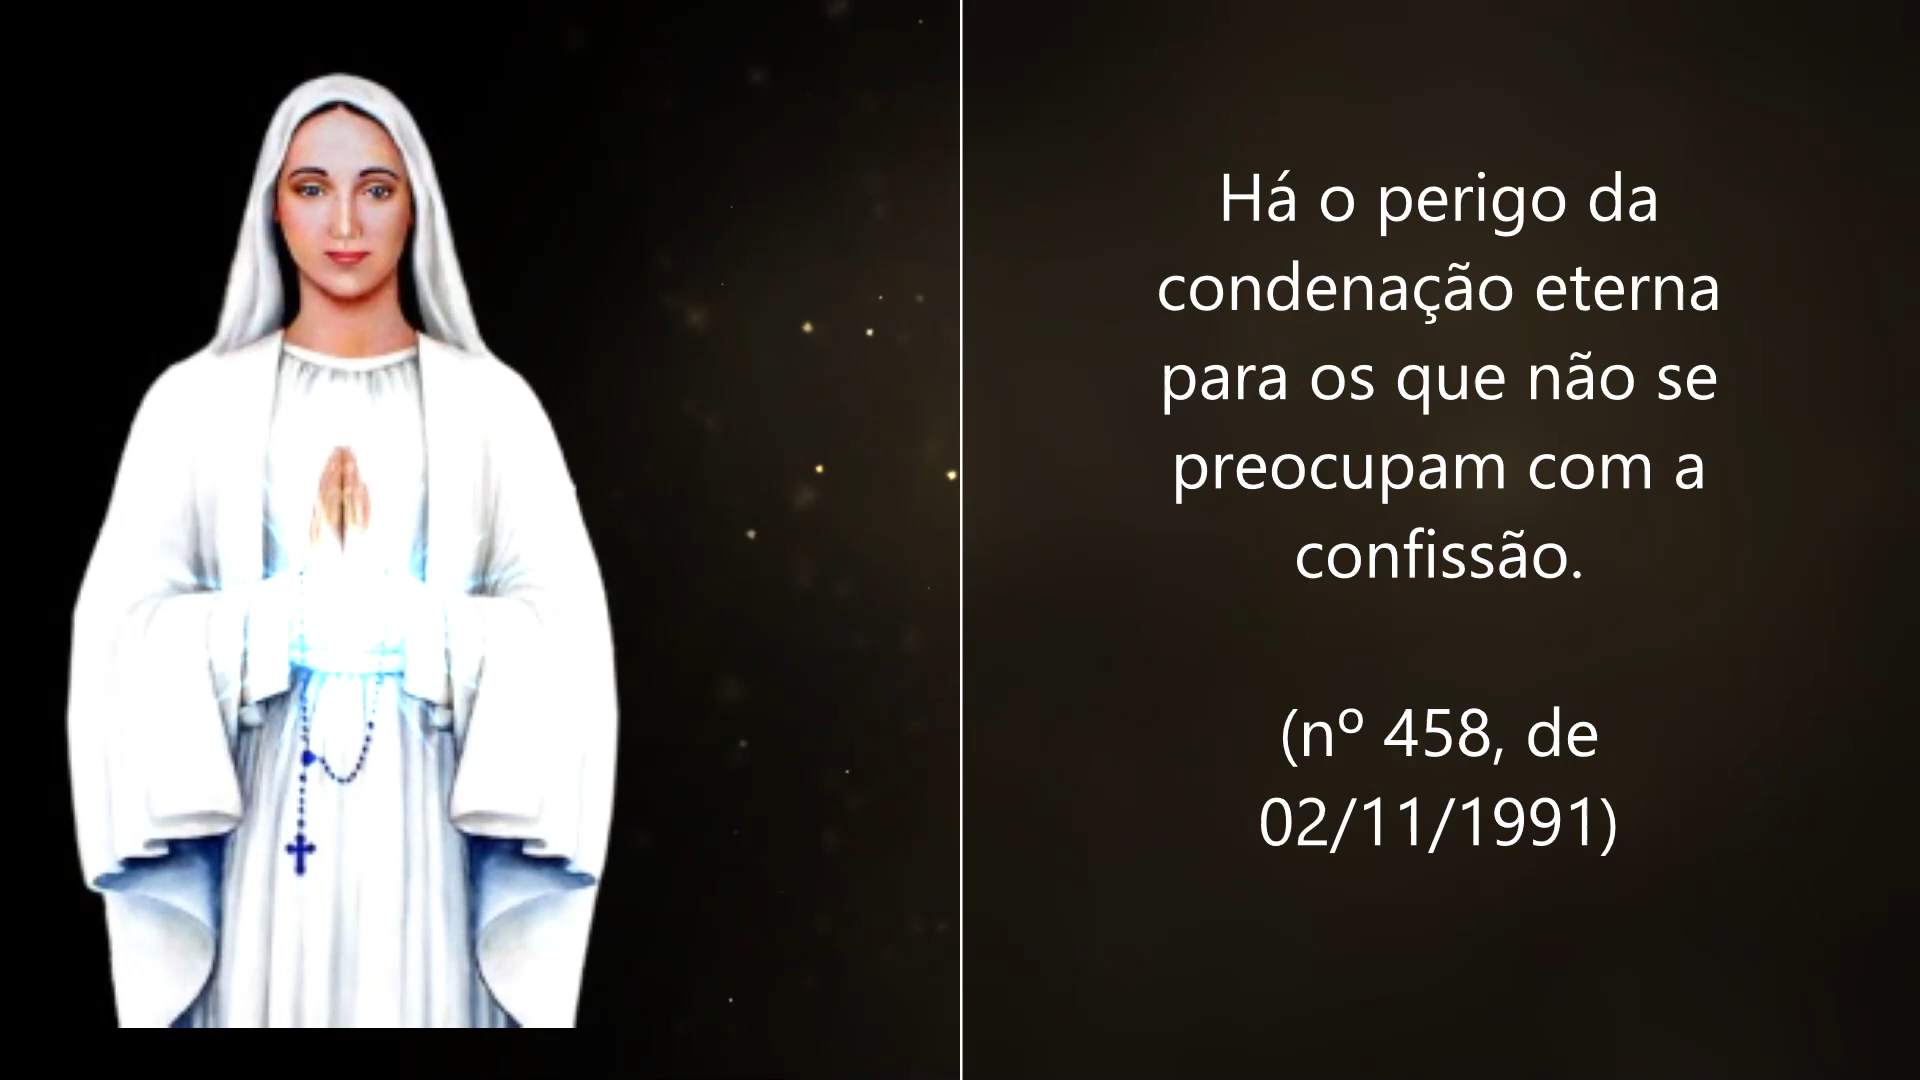 Há o perigo da
condenação eterna
para os que não se
preocupam com a
confissão.
(nº 458, de
02/11/1991)